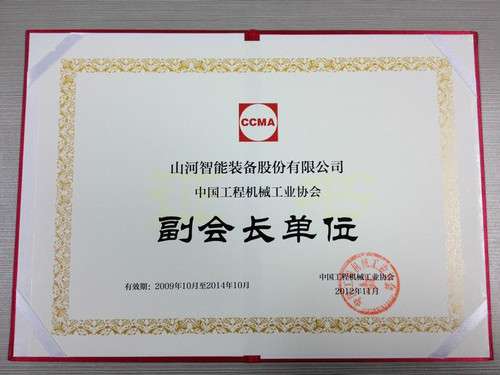 CCMA
山河智能装备股份有限公司
中国工程机械工业协会
副会长单位
有效期：2009年10月至2014年10月
中国工程机械工业协会
2012年11月